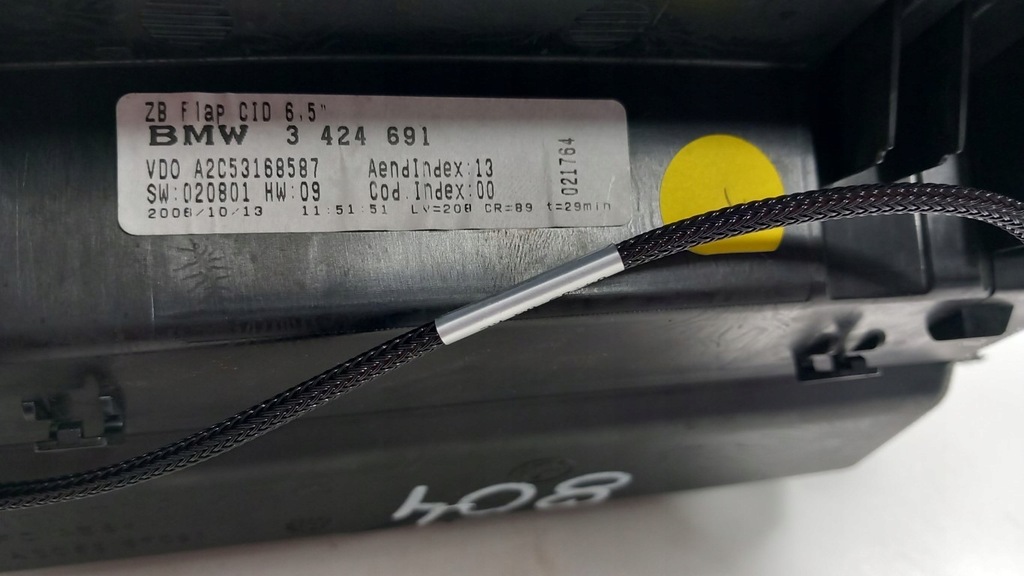 ZB Flap CID 6,5"
BMW 3 424 691
VDO A2C53168587 AendIndex:13
SW:020801 HW:09 Cod.Index:00
2006/10/13 11:51:51 LV=208 CR=89 t=29min
021764
804